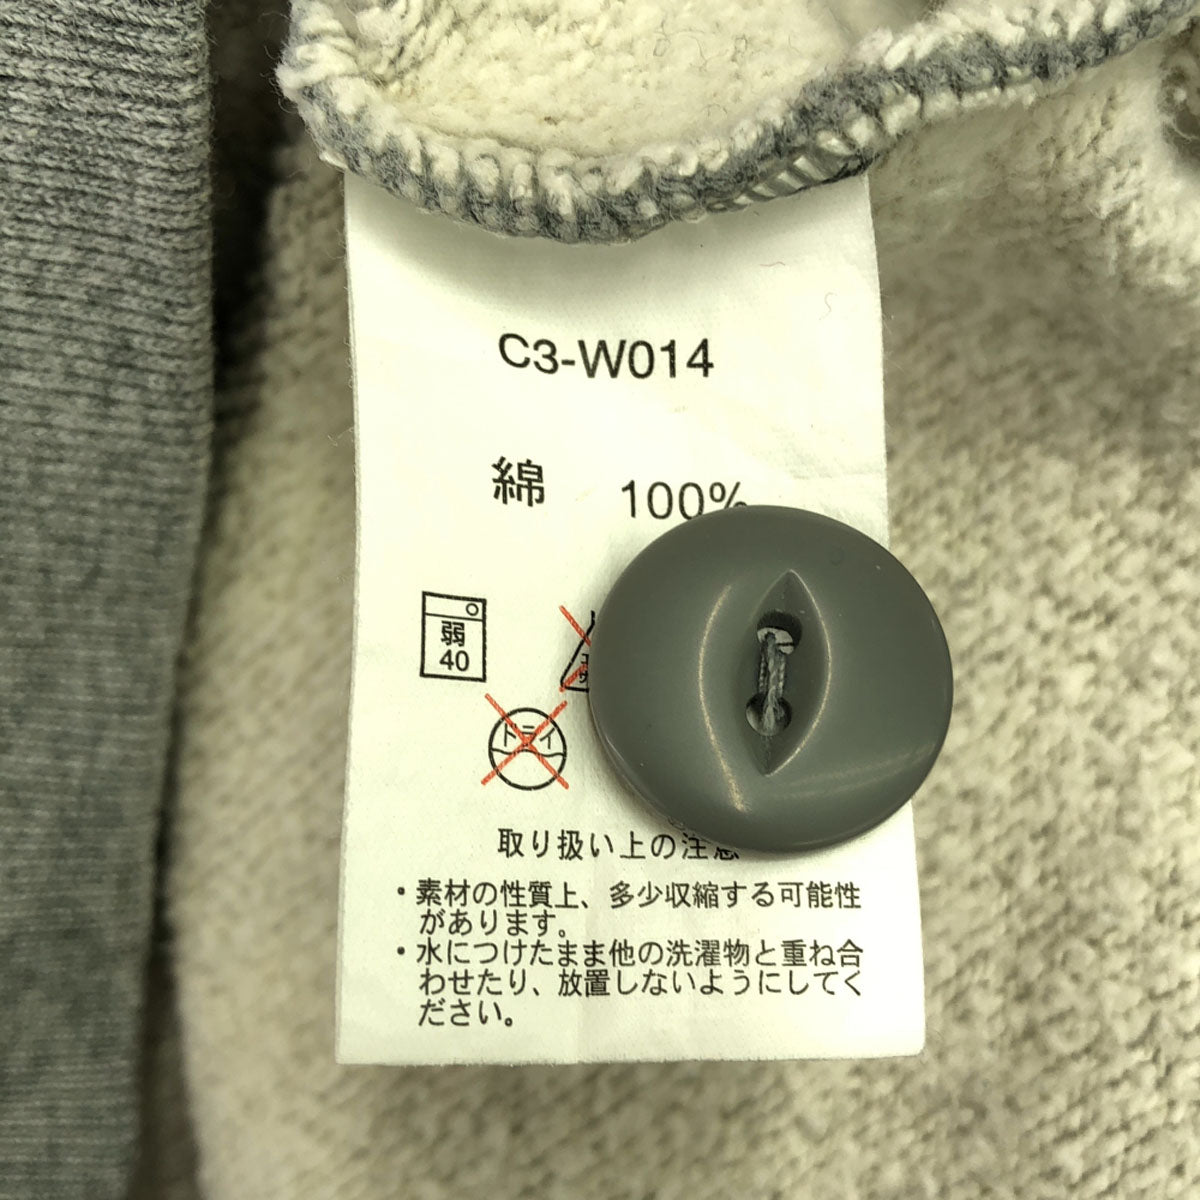 C3-W014
綿 100%
弱
40
ドライ
取り扱い上の注意
・素材の性質上、多少収縮する可能性
があります。
・水につけたまま他の洗濯物と重ね合
わせたり、放置しないようにしてく
ださい。